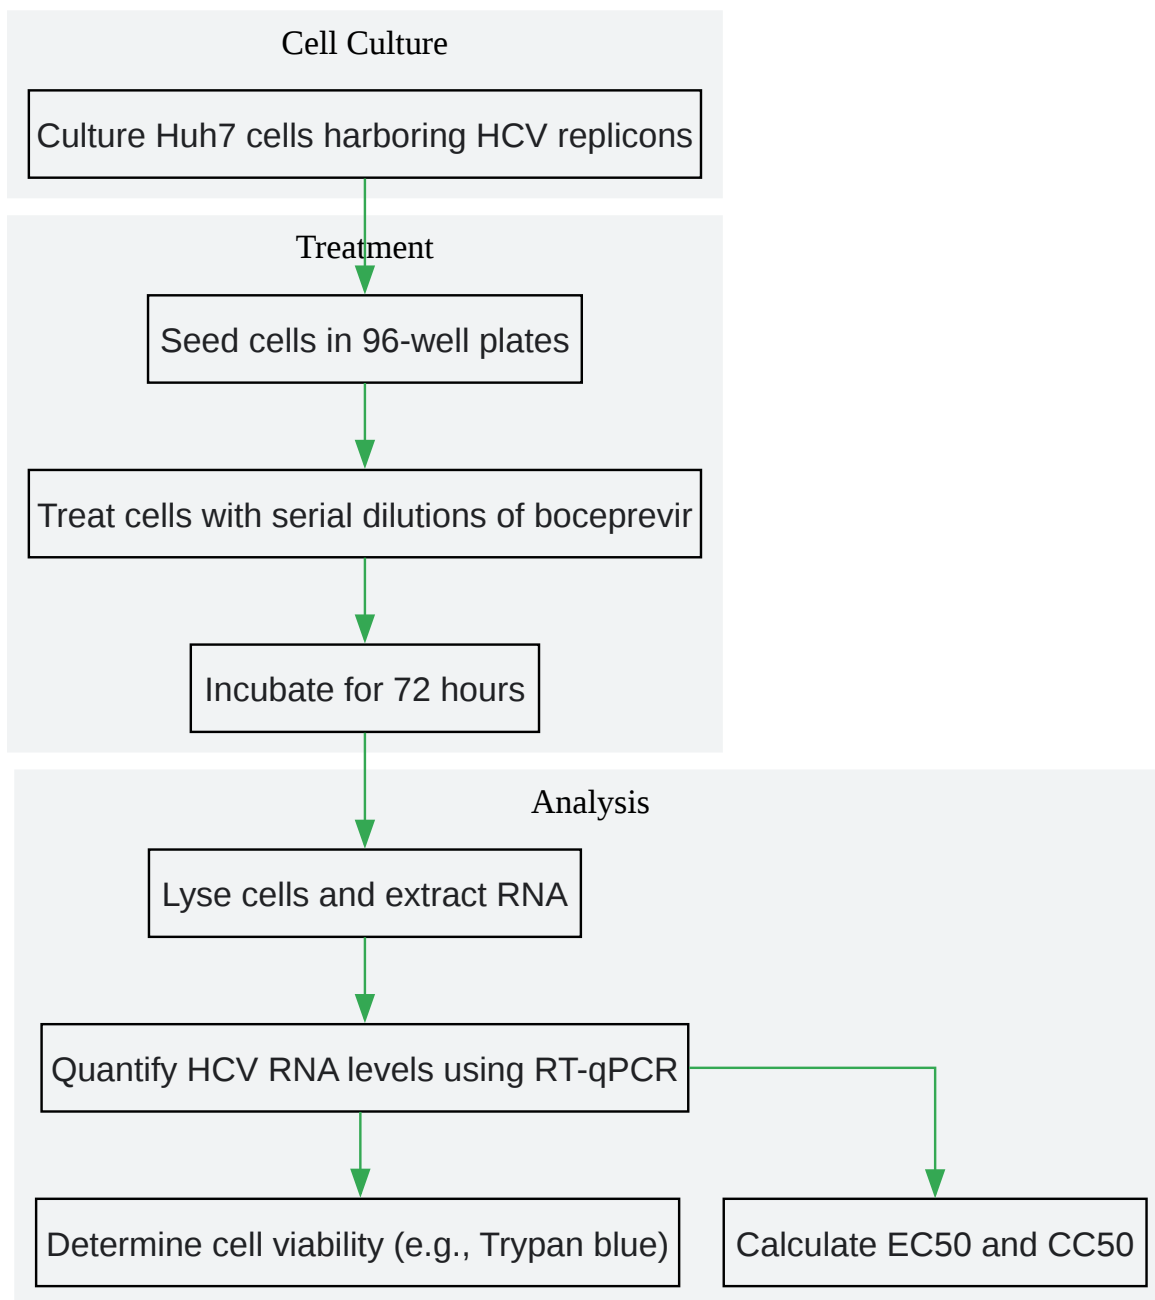 Cell Culture
Culture Huh7 cells harboring HCV replicons
Treatment
Seed cells in 96-well plates
Treat cells with serial dilutions of boceprevir
Incubate for 72 hours
Analysis
Lyse cells and extract RNA
Quantify HCV RNA levels using RT-qPCR
Determine cell viability (e.g., Trypan blue)
Calculate EC50 and CC50